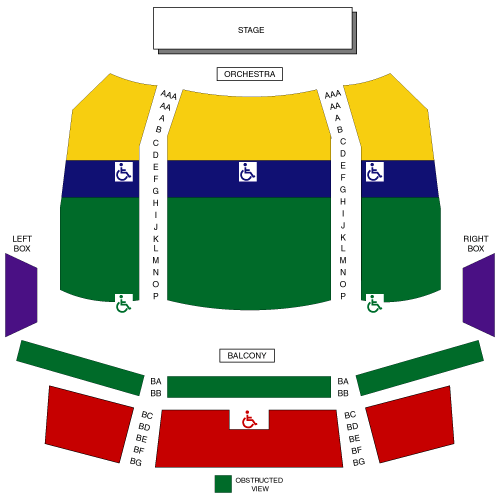 STAGE
ORCHESTRA
AAA AAA
AA AA
A A
B B
C C
D D
E E
F F
G G
H H
I I
J J
K K
L L
M M
N N
O O
P P
LEFT
BOX
RIGHT
BOX
BALCONY
BA BA
BB BB
BC BC
BD BD
BE BE
BF BF
BG BG
OBSTRUCTED
VIEW